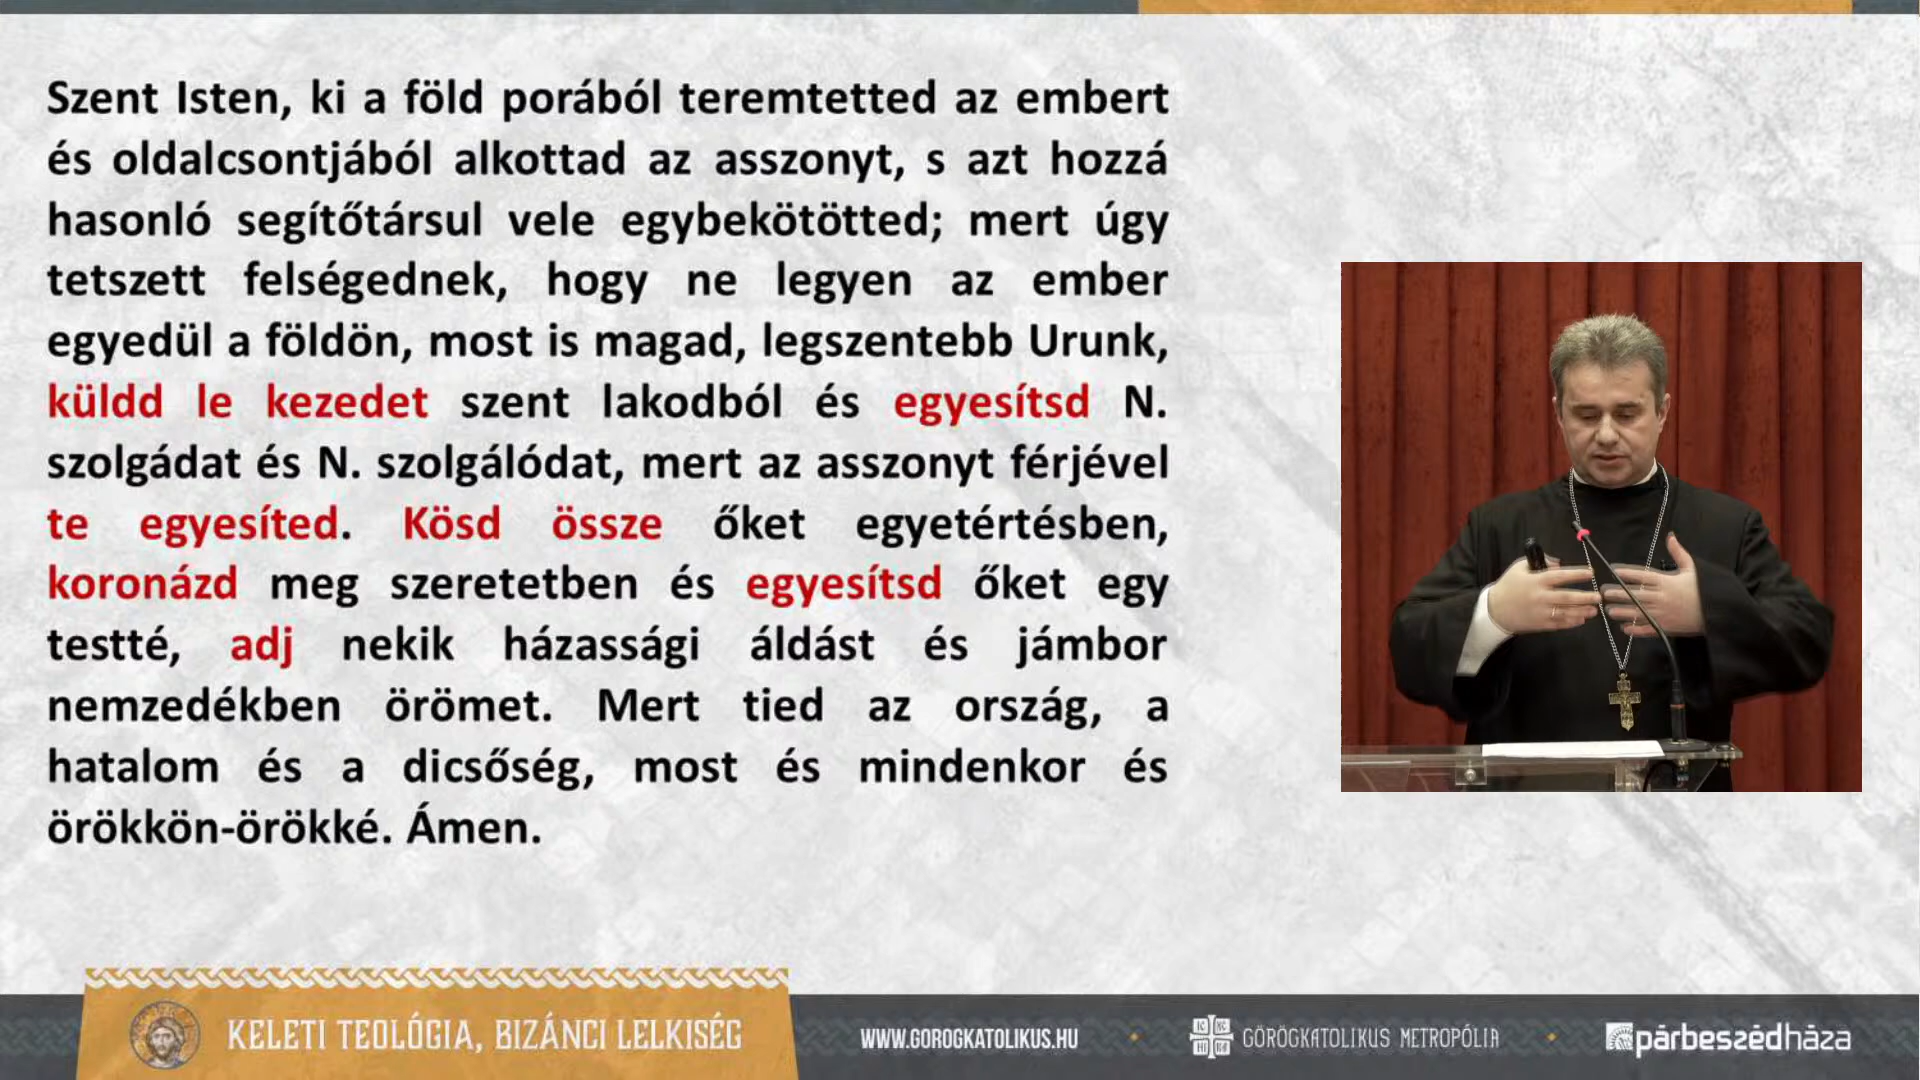 Szent Isten, ki a föld porából teremtetted az embert
és oldalcsontjából alkottad az asszonyt, s azt hozzá
hasonló segítőtársul vele egybekötötted; mert úgy
tetszett felségednek, hogy ne legyen az ember
egyedül a földön, most is magad, legszentebb Urunk,
küldd le kezedet szent lakodból és egyesítsd N.
szolgádat és N. szolgálódat, mert az asszonyt férjével
te egyesíted. Kösd össze őket egyetértésben,
koronázd meg szeretetben és egyesítsd őket egy
testté, adj nekik házassági áldást és jámbor
nemzedékben örömet. Mert tied az ország, a
hatalom és a dicsőség, most és mindenkor és
örökkön-örökké. Ámen.
KELETI TEOLÓGIA, BIZÁNCI LELKISÉG
WWW.GOROGKATOLIKUS.HU
GÖRÖGKATOLIKUS METROPÓLIA
párbeszédháza